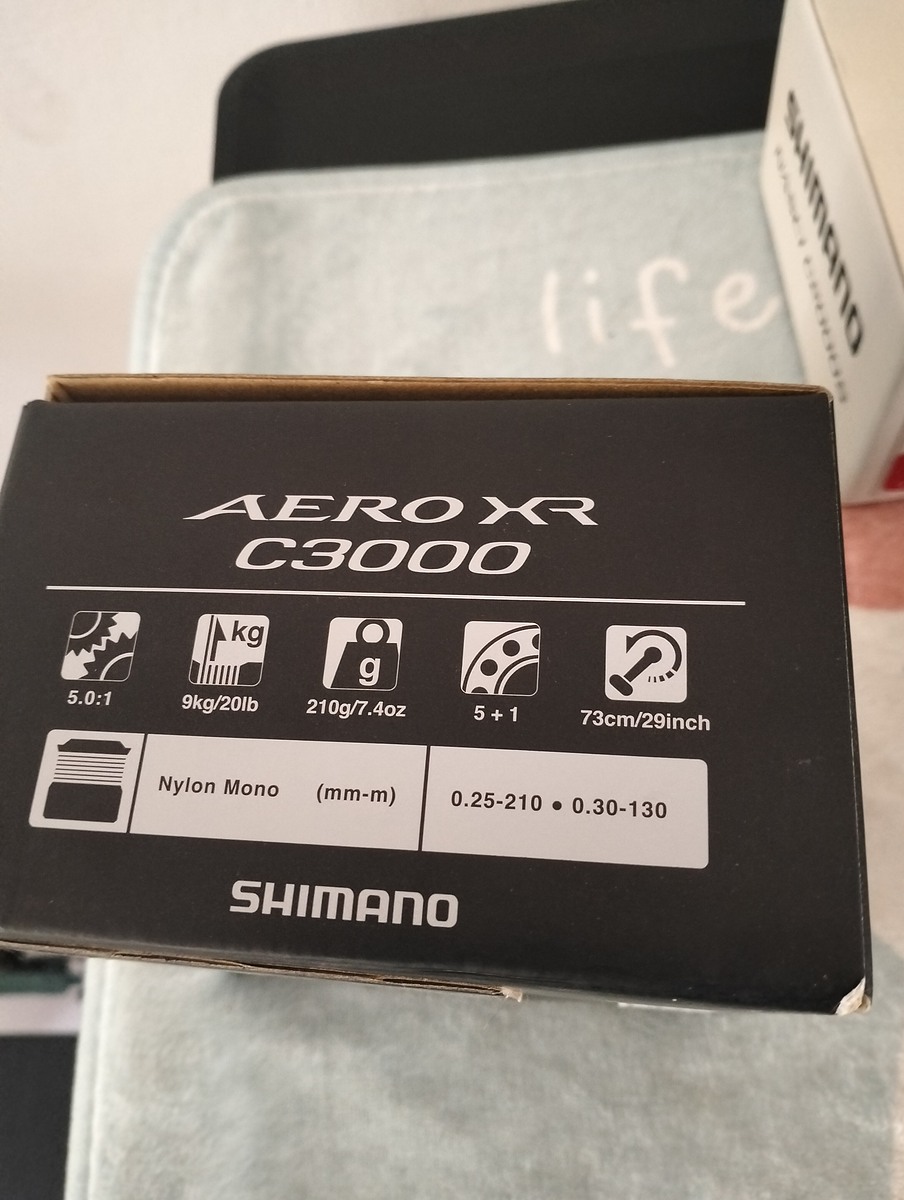 life
SHIMANO
AERO XR
C3000
kg
g
5.0:1
9kg/20lb
210g/7.4oz
5 + 1
73cm/29inch
Nylon Mono (mm-m)
0.25-210 ● 0.30-130
SHIMANO